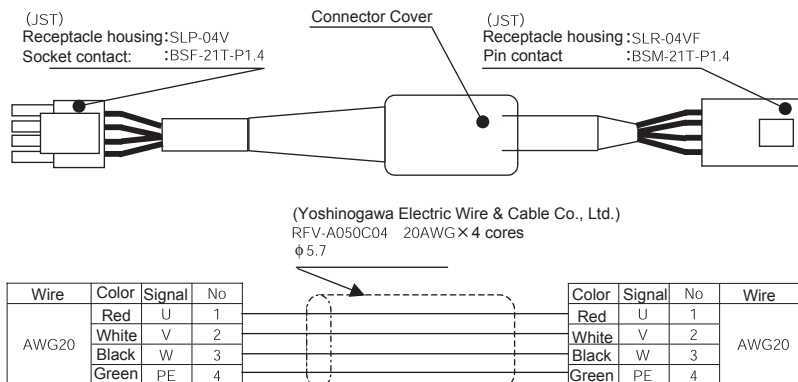 (JST)
Receptacle housing:SLP-04V
Socket contact: :BSF-21T-P1.4
Connector Cover
(JST)
Receptacle housing:SLR-04VF
Pin contact :BSM-21T-P1.4
(Yoshinogawa Electric Wire & Cable Co., Ltd.)
RFV-A050C04 20AWG×4 cores
ϕ5.7
Wire Color Signal No Color Signal No Wire
Red U 1 Red U 1
White V 2 White V 2
AWG20 AWG20
Black W 3 Black W 3
Green PE 4 Green PE 4